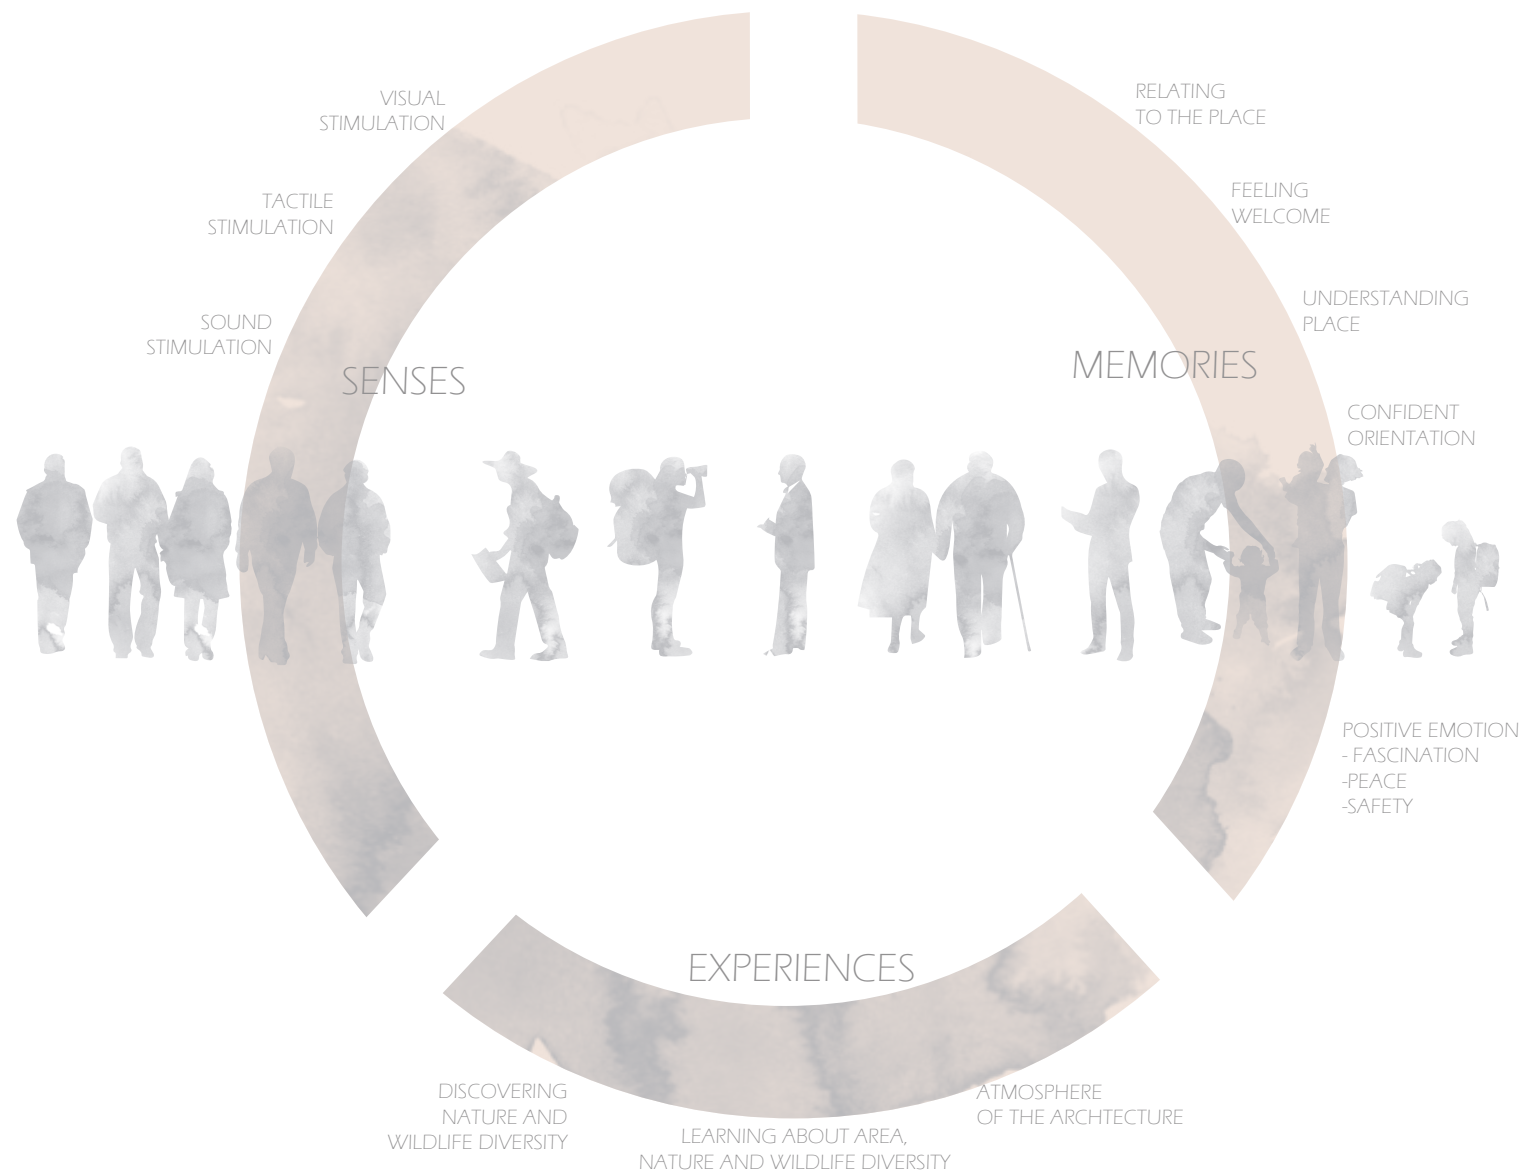 VISUAL
STIMULATION
TACTILE
STIMULATION
SOUND
STIMULATION
SENSES
RELATING
TO THE PLACE
FEELING
WELCOME
UNDERSTANDING
PLACE
MEMORIES
CONFIDENT
ORIENTATION
POSITIVE EMOTION
- FASCINATION
-PEACE
-SAFETY
EXPERIENCES
DISCOVERING
NATURE AND
WILDLIFE DIVERSITY
LEARNING ABOUT AREA,
NATURE AND WILDLIFE DIVERSITY
ATMOSPHERE
OF THE ARCHTECTURE